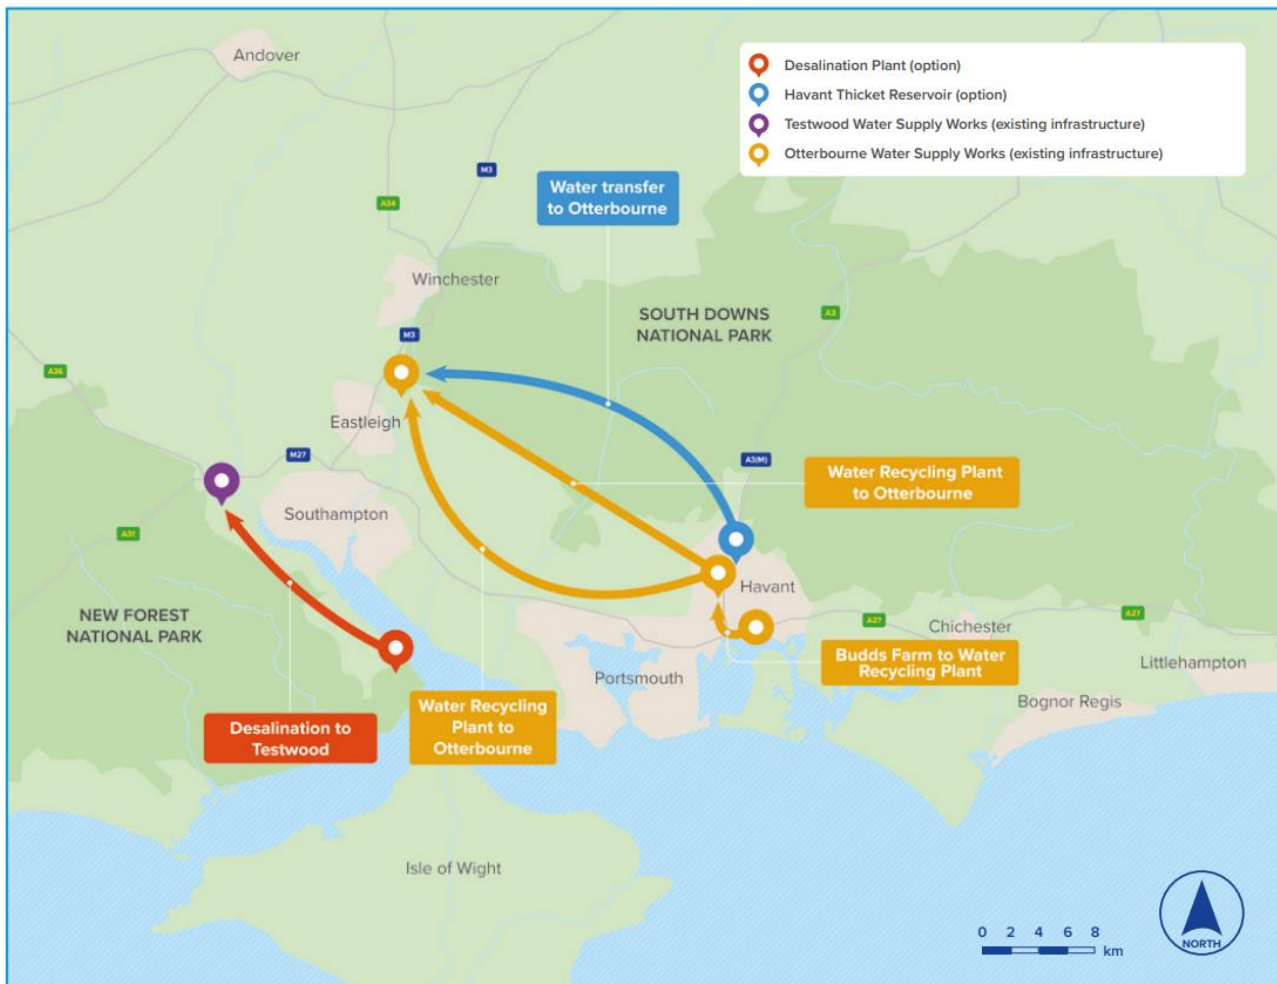 Andover
Desalination Plant (option)
Havant Thicket Reservoir (option)
Testwood Water Supply Works (existing infrastructure)
Otterbourne Water Supply Works (existing infrastructure)
M3
Water transfer
to Otterbourne
A34
Winchester
SOUTH DOWNS
NATIONAL PARK
A3
M3
A36
Eastleigh
M27
A3(M)
Water Recycling Plant
to Otterbourne
Southampton
A31
Havant
NEW FOREST
NATIONAL PARK
A27
A27
Chichester
Budds Farm to Water
Recycling Plant
Littlehampton
Portsmouth
Bognor Regis
Desalination to
Testwood
Water Recycling
Plant to
Otterbourne
Isle of Wight
0 2 4 6 8
km
NORTH